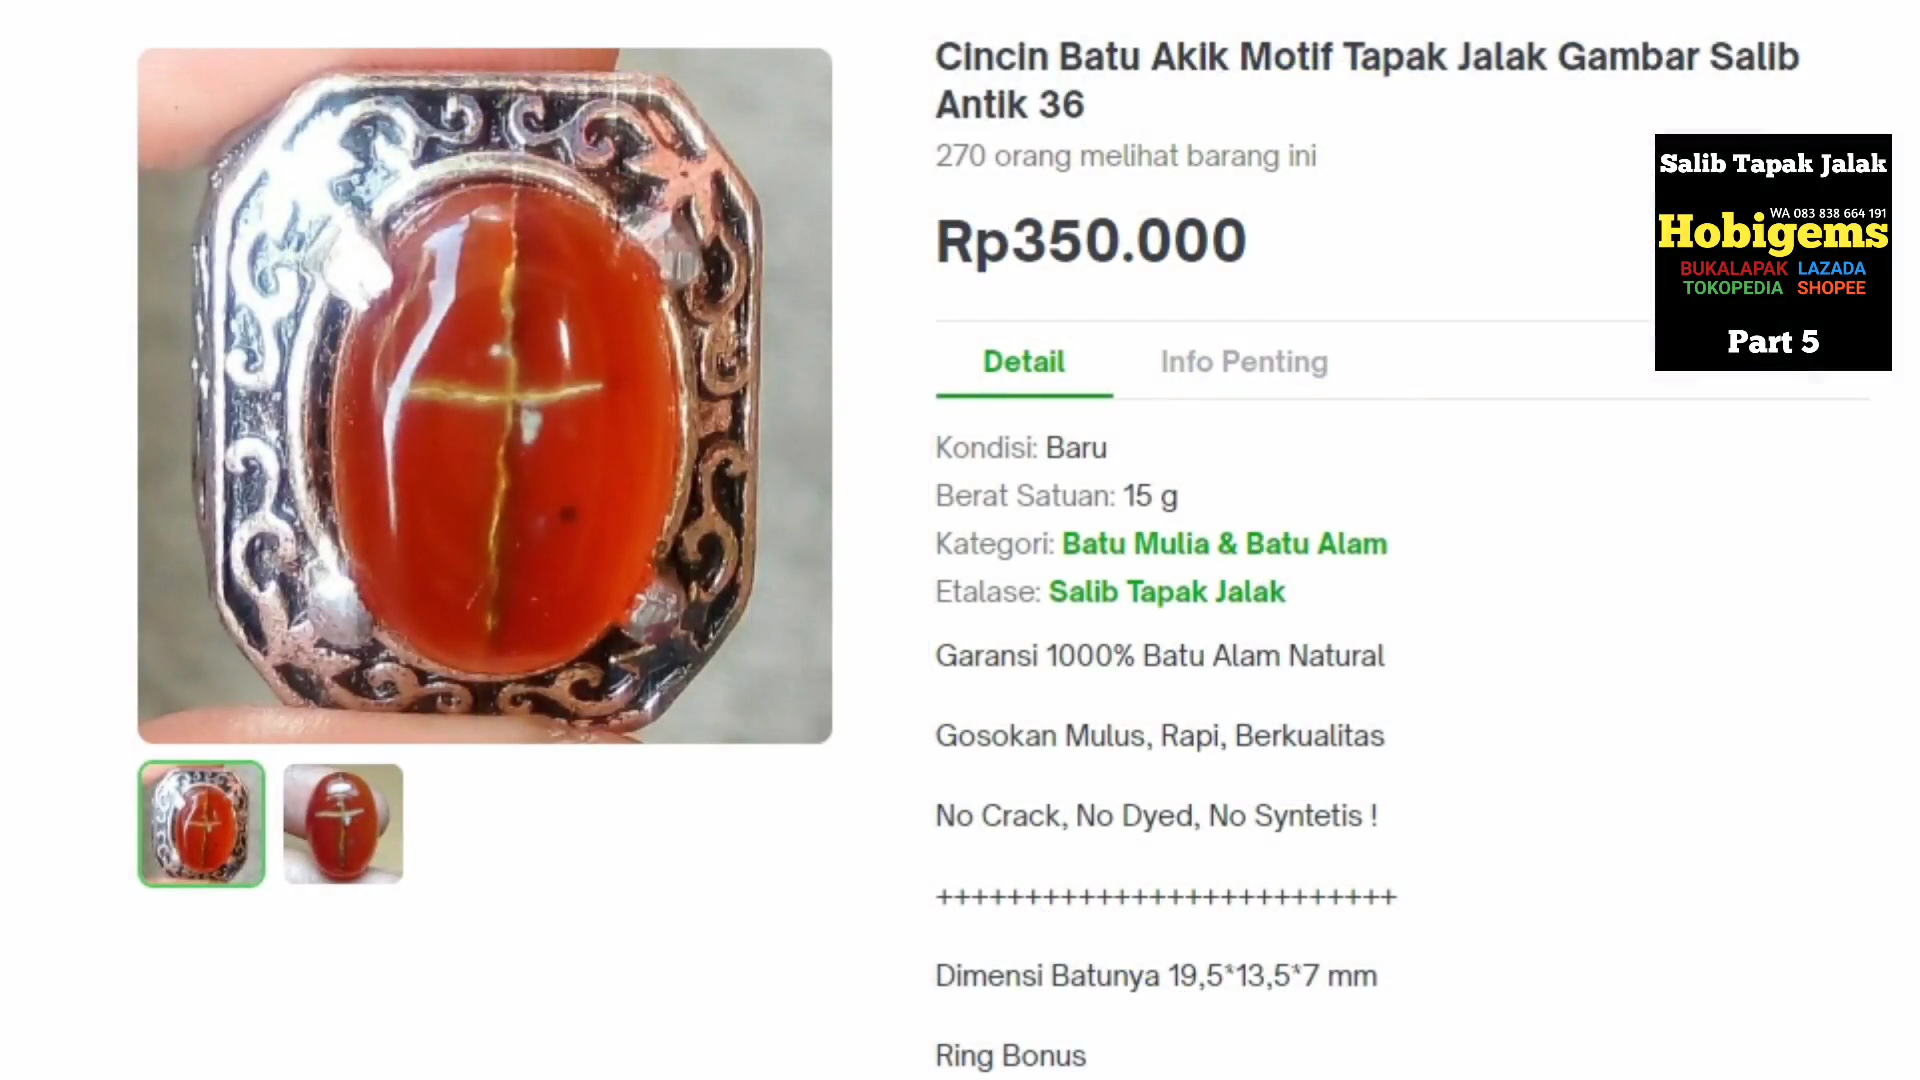 Cincin Batu Akik Motif Tapak Jalak Gambar Salib
Antik 36
270 orang melihat barang ini
Rp350.000
Salib Tapak Jalak
WA 083 838 664 191
Hobigems
BUKALAPAK LAZADA
TOKOPEDIA SHOPEE
Part 5
Detail Info Penting
Kondisi: Baru
Berat Satuan: 15 g
Kategori: Batu Mulia & Batu Alam
Etalase: Salib Tapak Jalak
Garansi 1000% Batu Alam Natural
Gosokan Mulus, Rapi, Berkualitas
No Crack, No Dyed, No Syntetis !
++++++++++++++++++++++++++
Dimensi Batunya 19,5*13,5*7 mm
Ring Bonus